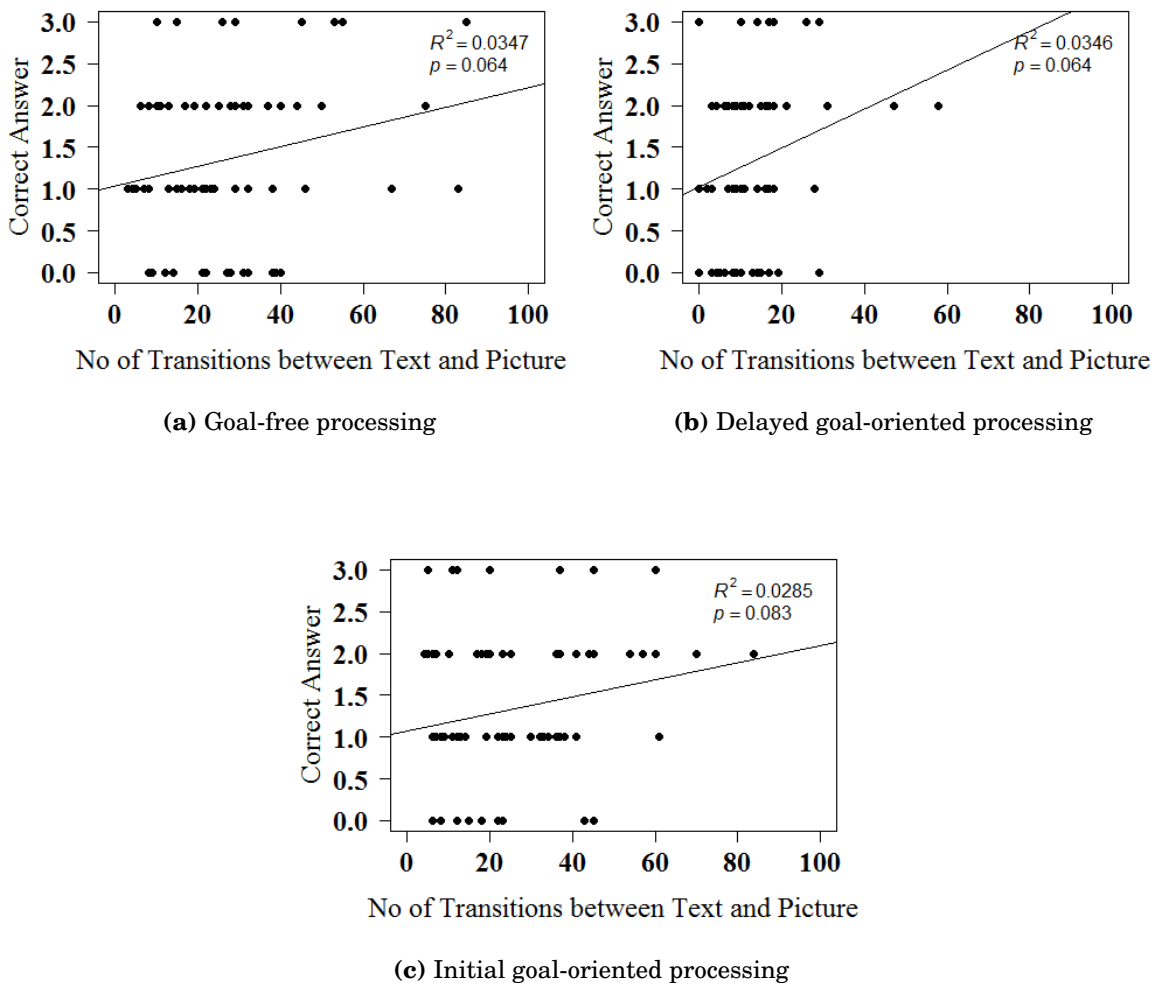 3.0
2.5
2.0
1.5
1.0
0.5
0.0
Correct Answer
R² = 0.0347
p = 0.064
0 20 40 60 80 100
No of Transitions between Text and Picture
(a) Goal-free processing
3.0
2.5
2.0
1.5
1.0
0.5
0.0
Correct Answer
R² = 0.0346
p = 0.064
0 20 40 60 80 100
No of Transitions between Text and Picture
(b) Delayed goal-oriented processing
3.0
2.5
2.0
1.5
1.0
0.5
0.0
Correct Answer
R² = 0.0285
p = 0.083
0 20 40 60 80 100
No of Transitions between Text and Picture
(c) Initial goal-oriented processing